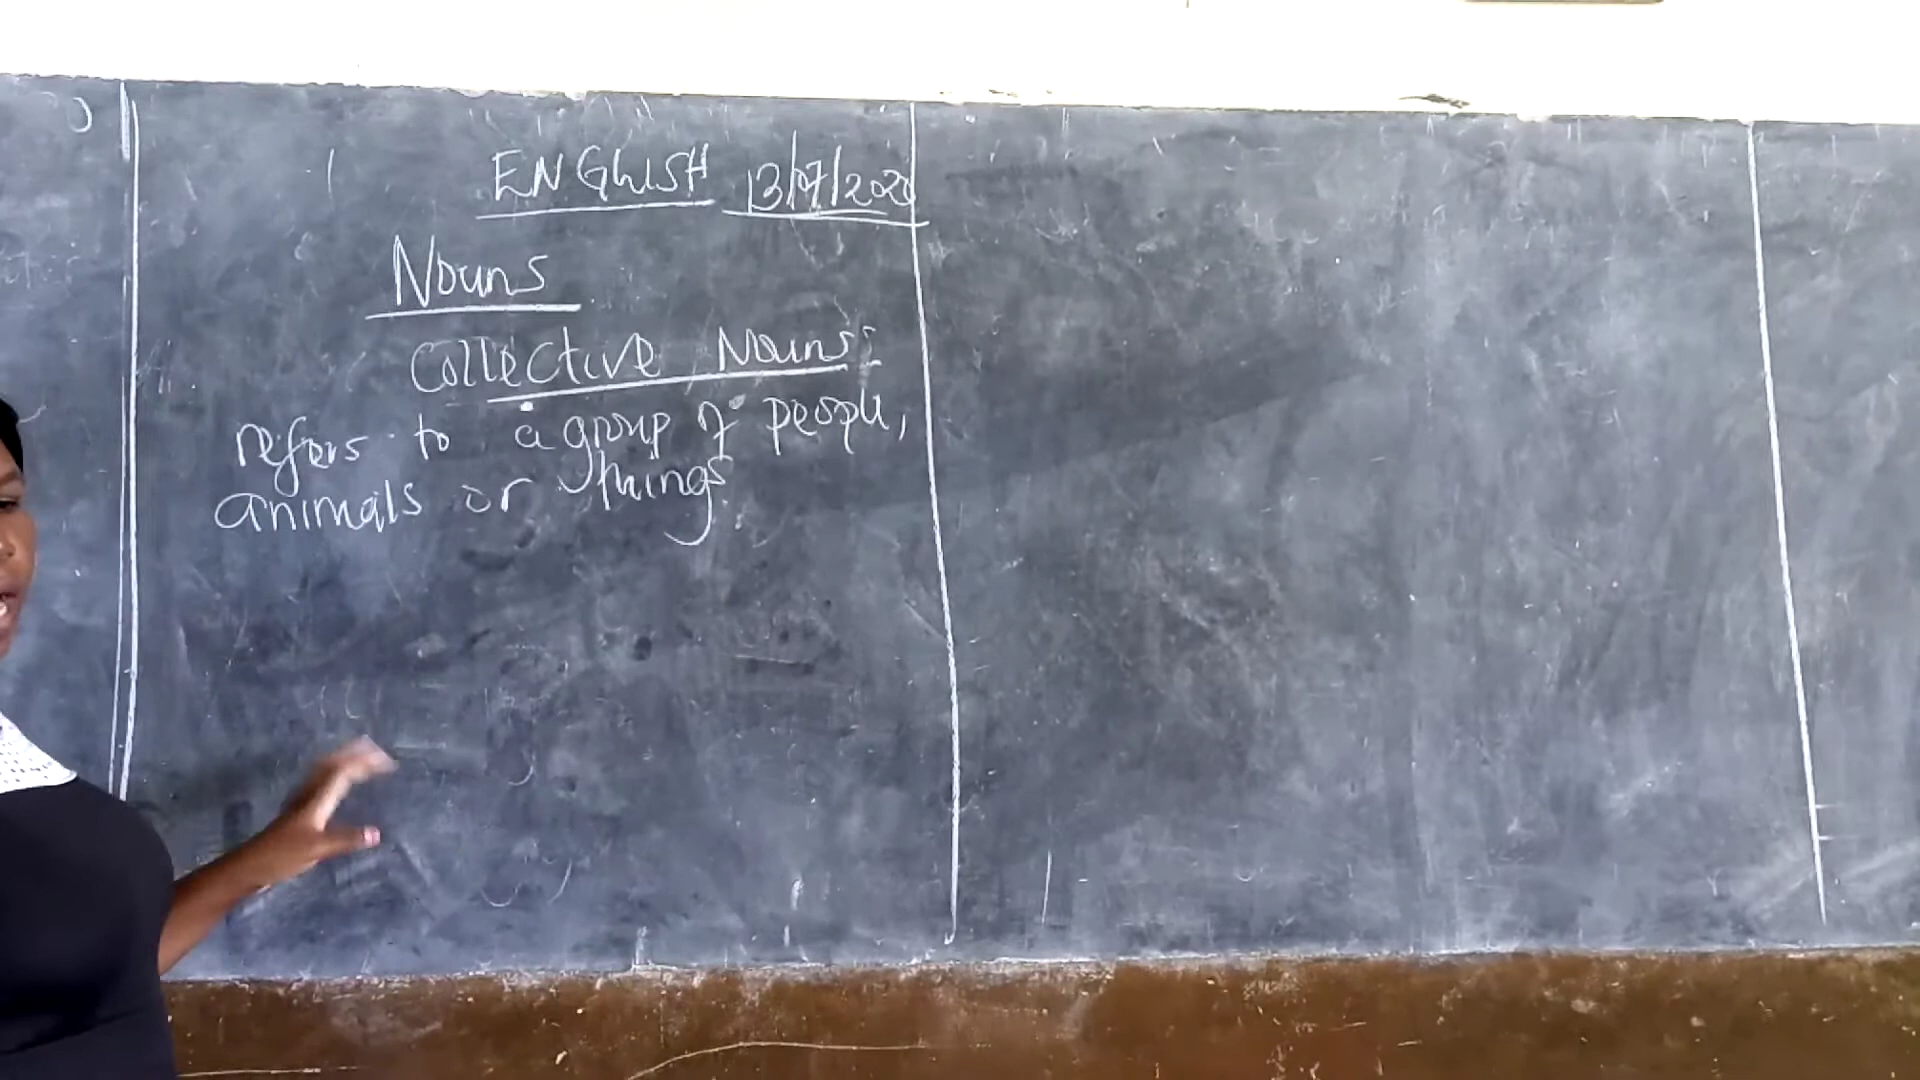 ENGLISH 13/07/2020
Nouns
Collective Nouns:
refers to a group of people,
animals or things.